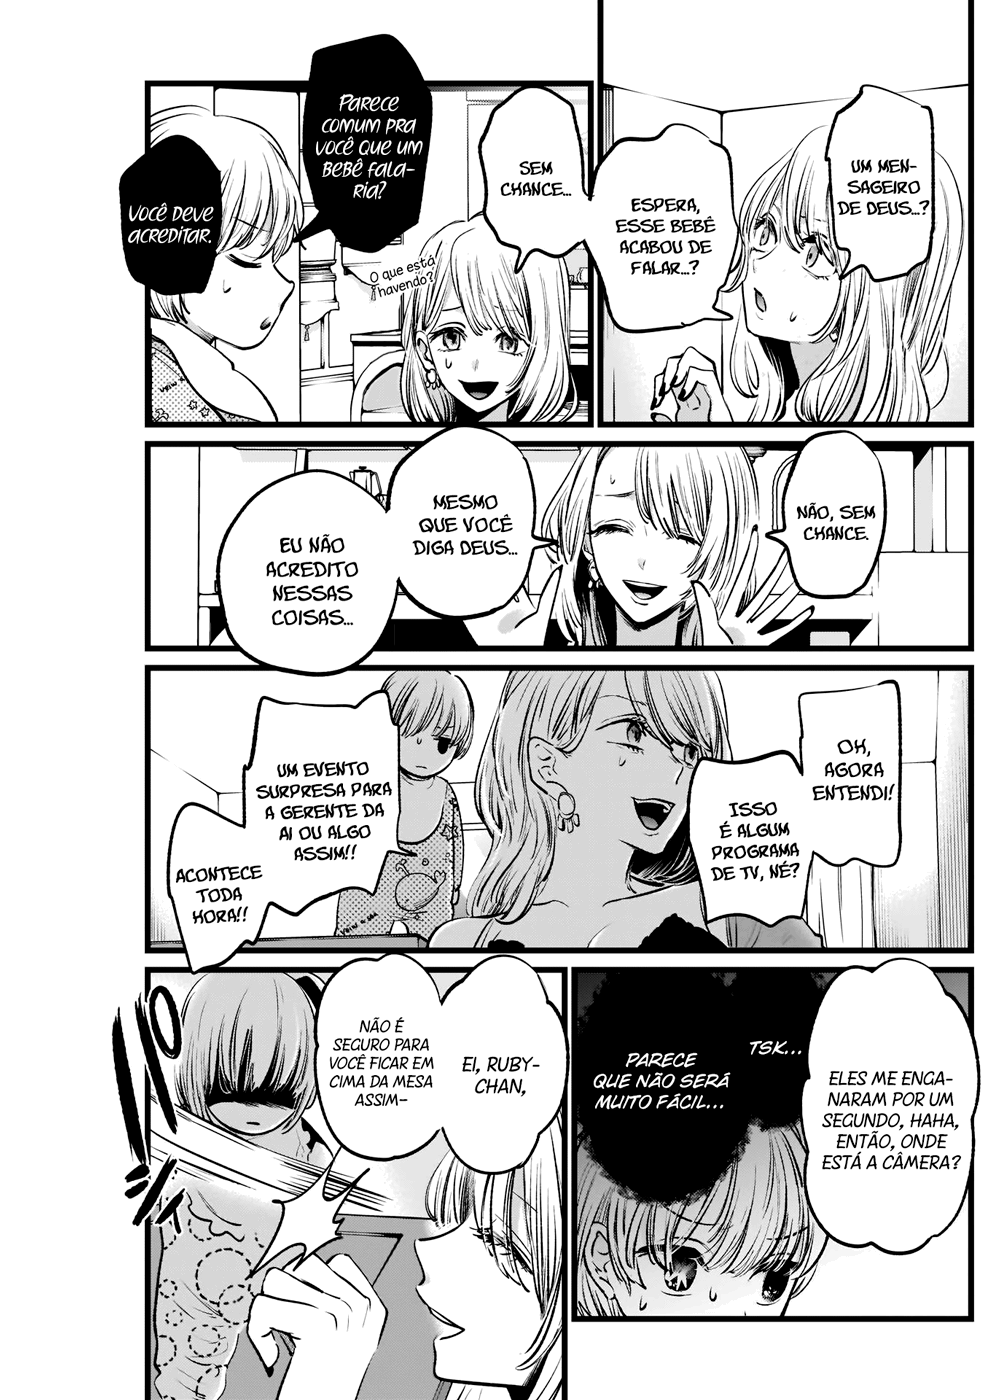 UM MEN-
SAGEIRO
DE DEUS...?
ESPERA,
ESSE BEBÊ
ACABOU DE
FALAR...?
SEM
CHANCE...
O que está
havendo?
Parece
comum pra
você que um
bebê fala-
ria?
Você deve
acreditar.
NÃO, SEM
CHANCE.
MESMO
QUE VOCÊ
DIGA DEUS...
EU NÃO
ACREDITO
NESSAS
COISAS...
OH,
AGORA
ENTENDI!
ISSO
É ALGUM
PROGRAMA
DE TV, NÉ?
UM EVENTO
SURPRESA PARA
A GERENTE DA
AI OU ALGO
ASSIM!!
ACONTECE
TODA
HORA!!
ELES ME ENGA-
NARAM POR UM
SEGUNDO, HAHA,
ENTÃO, ONDE
ESTÁ A CÂMERA?
TSK...
PARECE
QUE NÃO SERÁ
MUITO FÁCIL...
EI, RUBY-
CHAN,
NÃO É
SEGURO PARA
VOCÊ FICAR EM
CIMA DA MESA
ASSIM-